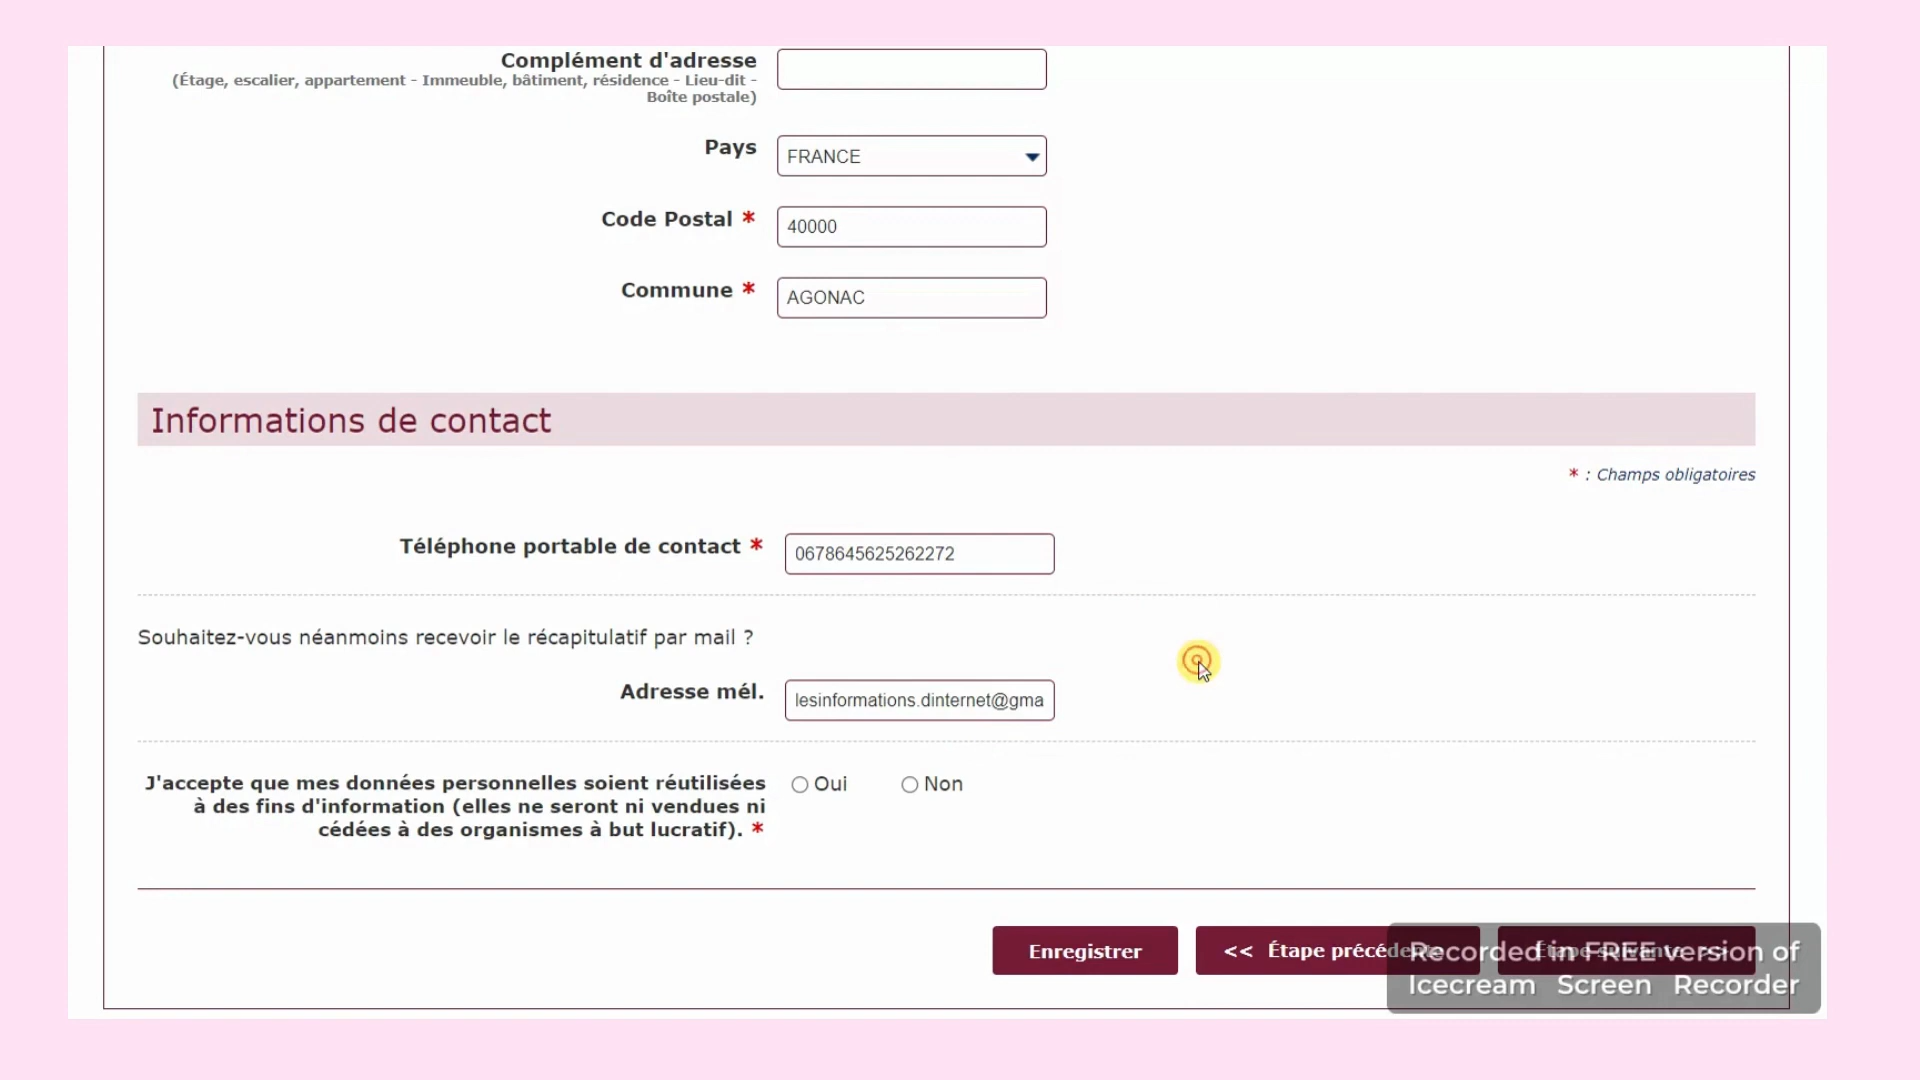 Complément d'adresse
(Étage, escalier, appartement - Immeuble, bâtiment, résidence - Lieu-dit -
Boîte postale)
Pays
FRANCE
Code Postal *
40000
Commune *
AGONAC
Informations de contact
* : Champs obligatoires
Téléphone portable de contact *
0678645625262272
Souhaitez-vous néanmoins recevoir le récapitulatif par mail ?
Adresse mél.
lesinformations.dinternet@gma
J'accepte que mes données personnelles soient réutilisées
à des fins d'information (elles ne seront ni vendues ni
cédées à des organismes à but lucratif). *
Oui
Non
Enregistrer
<< Étape précédente
Étape suivante >>
Recorded in FREE version of
Icecream Screen Recorder